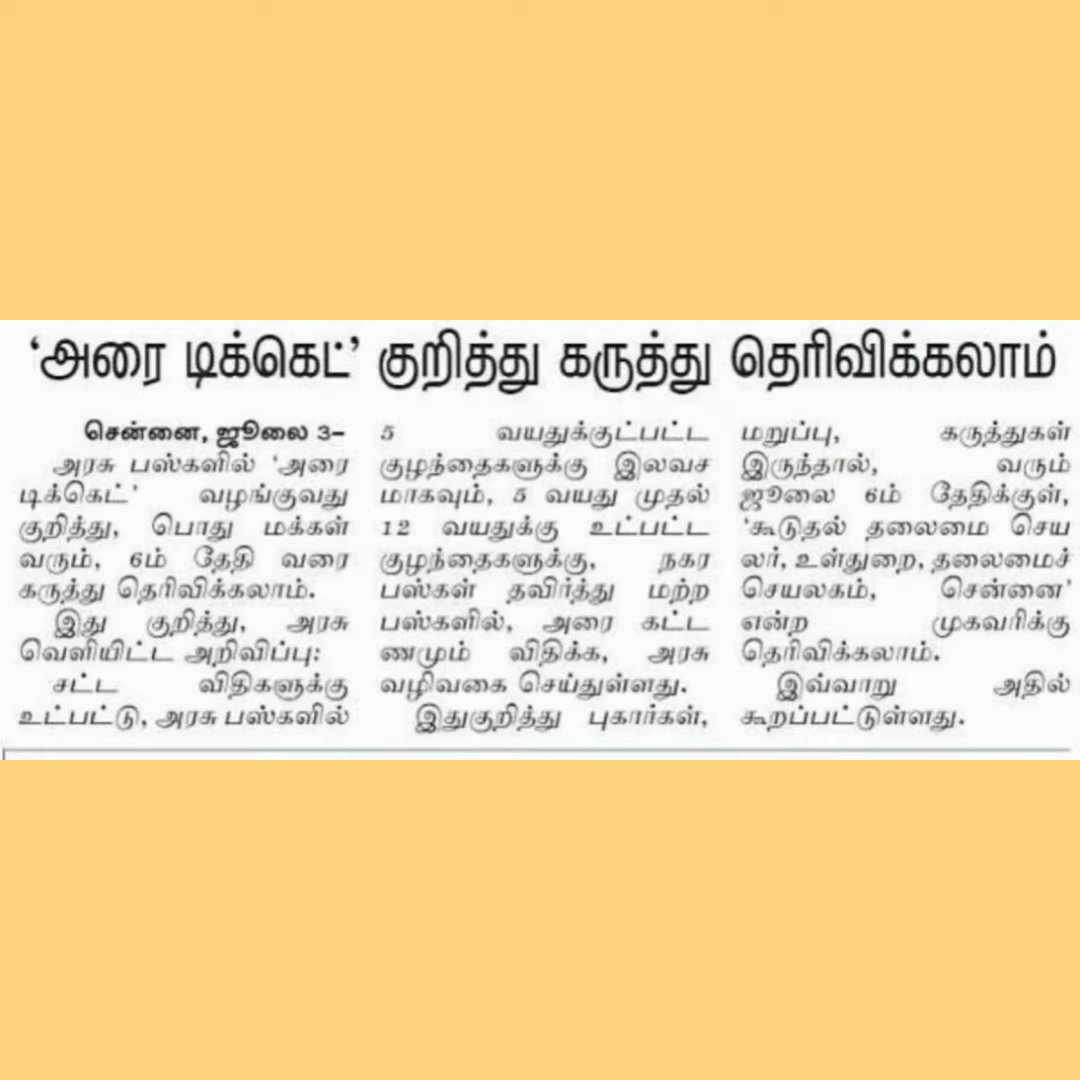 ‘அரை டிக்கெட்’ குறித்து கருத்து தெரிவிக்கலாம்
சென்னை, ஜூலை 3–
அரசு பஸ்களில் ‘அரை
டிக்கெட்’ வழங்குவது
குறித்து, பொது மக்கள்
வரும், 6ம் தேதி வரை
கருத்து தெரிவிக்கலாம்.
இது குறித்து, அரசு
வெளியிட்ட அறிவிப்பு:
சட்ட விதிகளுக்கு
உட்பட்டு, அரசு பஸ்களில்
5 வயதுக்குட்பட்ட
குழந்தைகளுக்கு இலவச
மாகவும், 5 வயது முதல்
12 வயதுக்கு உட்பட்ட
குழந்தைகளுக்கு, நகர
பஸ்கள் தவிர்த்து மற்ற
பஸ்களில், அரை கட்ட
ணமும் விதிக்க, அரசு
வழிவகை செய்துள்ளது.
இதுகுறித்து புகார்கள்,
மறுப்பு, கருத்துகள்
இருந்தால், வரும்
ஜூலை 6ம் தேதிக்குள்,
‘கூடுதல் தலைமை செய
லர், உள்துறை, தலைமைச்
செயலகம், சென்னை’
என்ற முகவரிக்கு
தெரிவிக்கலாம்.
இவ்வாறு அதில்
கூறப்பட்டுள்ளது.